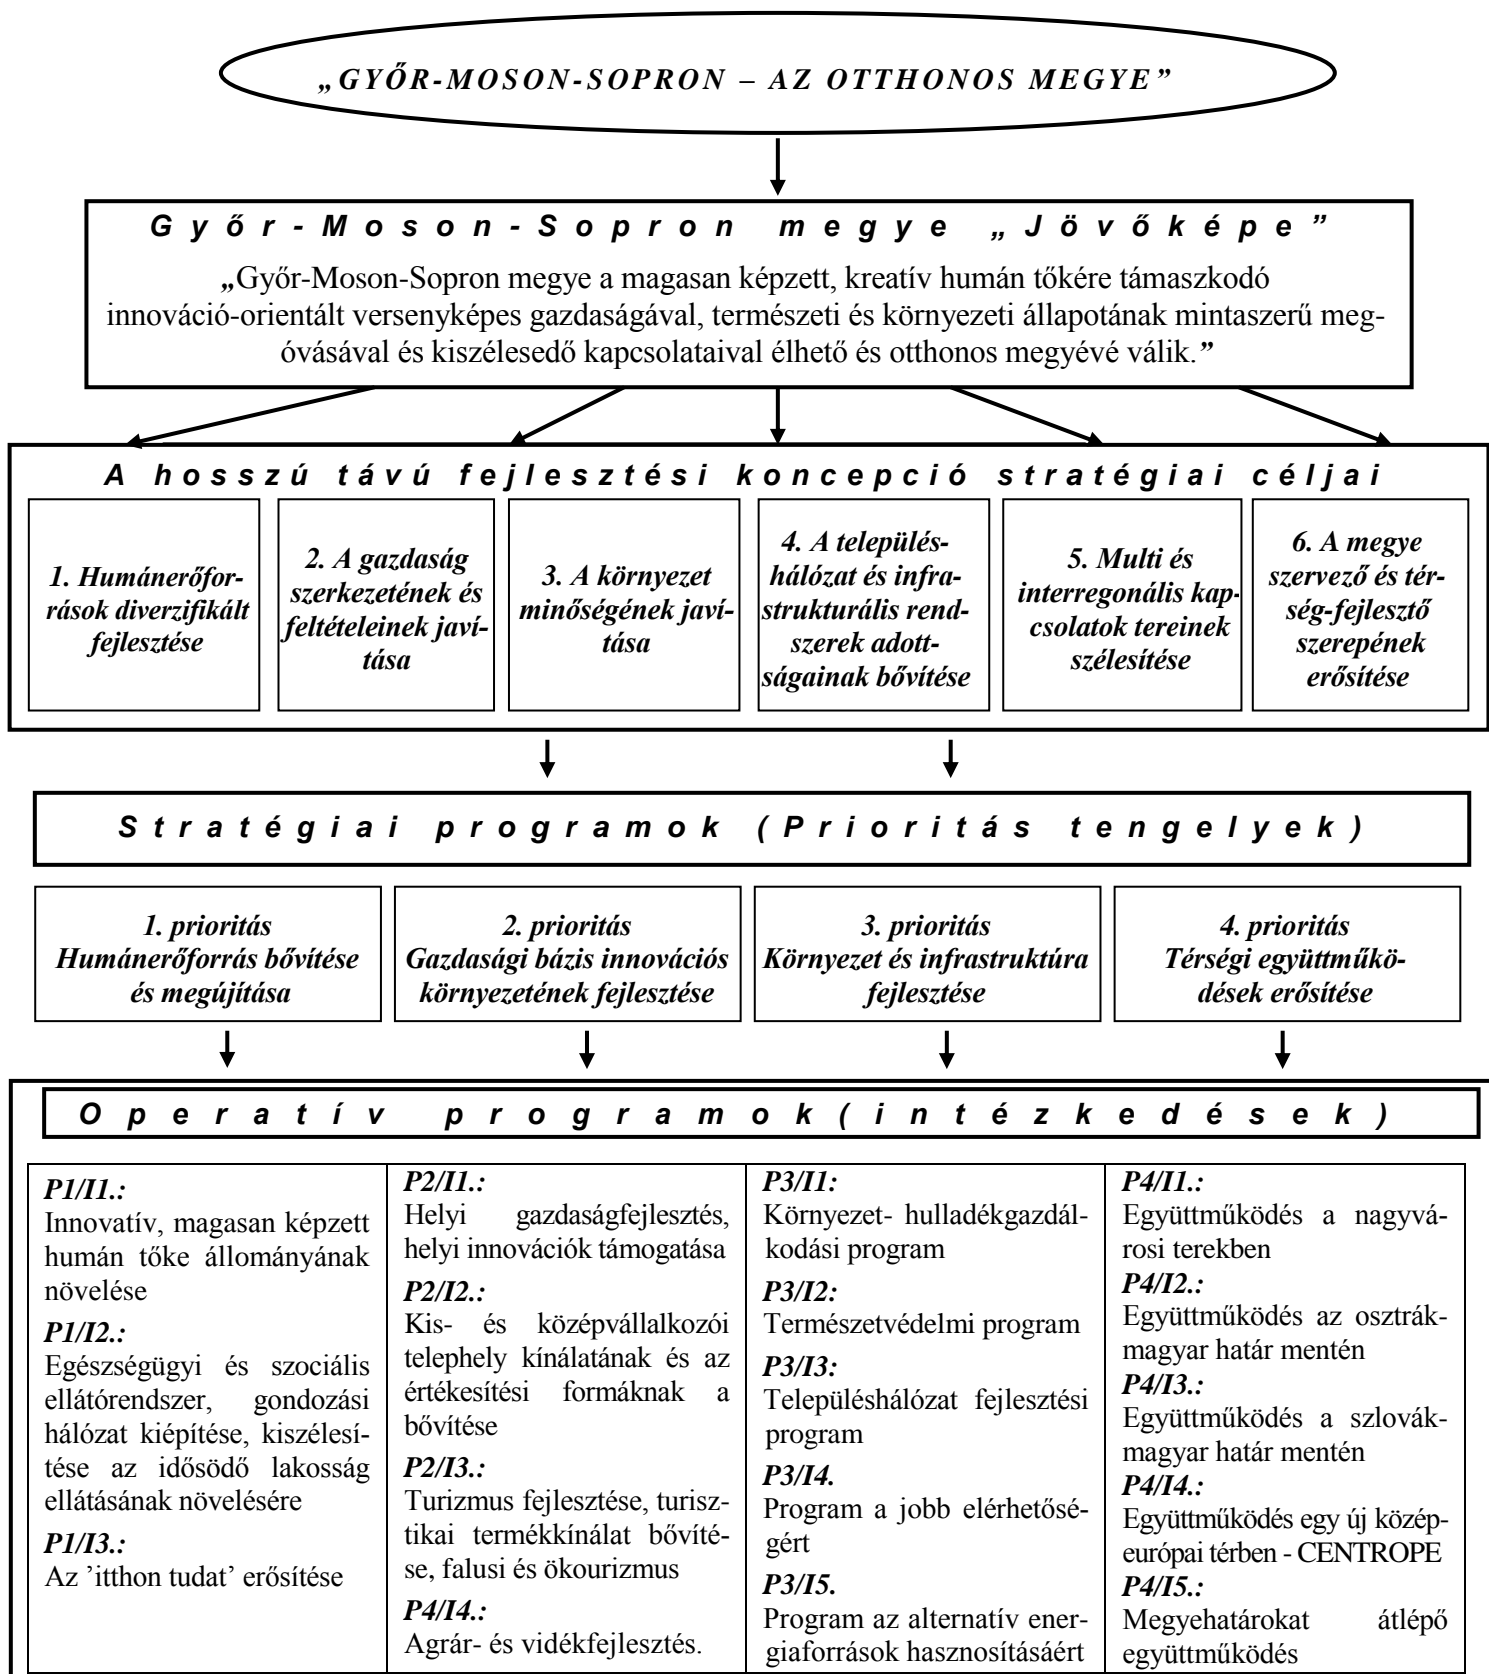 „GYŐR-MOSON-SOPRON – AZ OTTHONOS MEGYE”
Győr-Moson-Sopron megye „Jövőképe”
„Győr-Moson-Sopron megye a magasan képzett, kreatív humán tőkére támaszkodó
innováció-orientált versenyképes gazdaságával, természeti és környezeti állapotának mintaszerű meg-
óvásával és kiszélesedő kapcsolataival élhető és otthonos megyévé válik.”
A hosszú távú fejlesztési koncepció stratégiai céljai
1. Humánerőfor-
rások diverzifikált
fejlesztése
2. A gazdaság
szerkezetének és
feltételeinek javí-
tása
3. A környezet
minőségének javí-
tása
4. A település-
hálózat és infra-
strukturális rend-
szerek adott-
ságainak bővítése
5. Multi és
interregionális kap-
csolatok tereinek
szélesítése
6. A megye
szervező és tér-
ség-fejlesztő
szerepének
erősítése
Stratégiai programok (Prioritás tengelyek)
1. prioritás
Humánerőforrás bővítése
és megújítása
2. prioritás
Gazdasági bázis innovációs
környezetének fejlesztése
3. prioritás
Környezet és infrastruktúra
fejlesztése
4. prioritás
Térségi együttműkö-
dések erősítése
Operatív programok(intézkedések)
P1/I1.:
Innovatív, magasan képzett
humán tőke állományának
növelése
P1/I2.:
Egészségügyi és szociális
ellátórendszer, gondozási
hálózat kiépítése, kiszélesí-
tése az idősödő lakosság
ellátásának növelésére
P1/I3.:
Az ’itthon tudat’ erősítése
P2/I1.:
Helyi gazdaságfejlesztés,
helyi innovációk támogatása
P2/I2.:
Kis- és középvállalkozói
telephely kínálatának és az
értékesítési formáknak a
bővítése
P2/I3.:
Turizmus fejlesztése, turisz-
tikai termékkínálat bővíté-
se, falusi és ökourizmus
P4/I4.:
Agrár- és vidékfejlesztés.
P3/I1:
Környezet- hulladékgazdál-
kodási program
P3/I2:
Természetvédelmi program
P3/I3:
Településhálózat fejlesztési
program
P3/I4.
Program a jobb elérhetősé-
gért
P3/I5.
Program az alternatív ener-
giaforrások hasznosításáért
P4/I1.:
Együttműködés a nagyvá-
rosi terekben
P4/I2.:
Együttműködés az osztrák-
magyar határ mentén
P4/I3.:
Együttműködés a szlovák-
magyar határ mentén
P4/I4.:
Együttműködés egy új közép-
európai térben - CENTROPE
P4/I5.:
Megyehatárokat átlépő
együttműködés